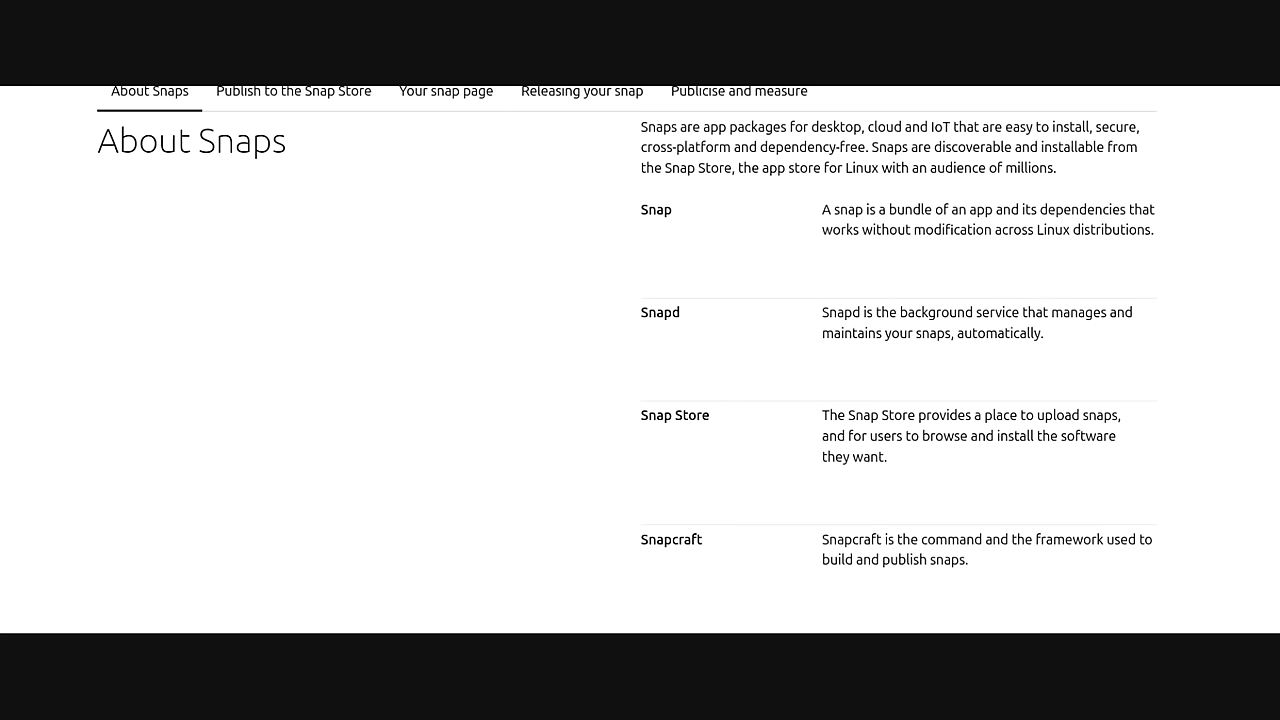 About Snaps Publish to the Snap Store Your snap page Releasing your snap Publicise and measure
About Snaps
Snaps are app packages for desktop, cloud and IoT that are easy to install, secure,
cross-platform and dependency-free. Snaps are discoverable and installable from
the Snap Store, the app store for Linux with an audience of millions.
Snap
A snap is a bundle of an app and its dependencies that
works without modification across Linux distributions.
Snapd
Snapd is the background service that manages and
maintains your snaps, automatically.
Snap Store
The Snap Store provides a place to upload snaps,
and for users to browse and install the software
they want.
Snapcraft
Snapcraft is the command and the framework used to
build and publish snaps.